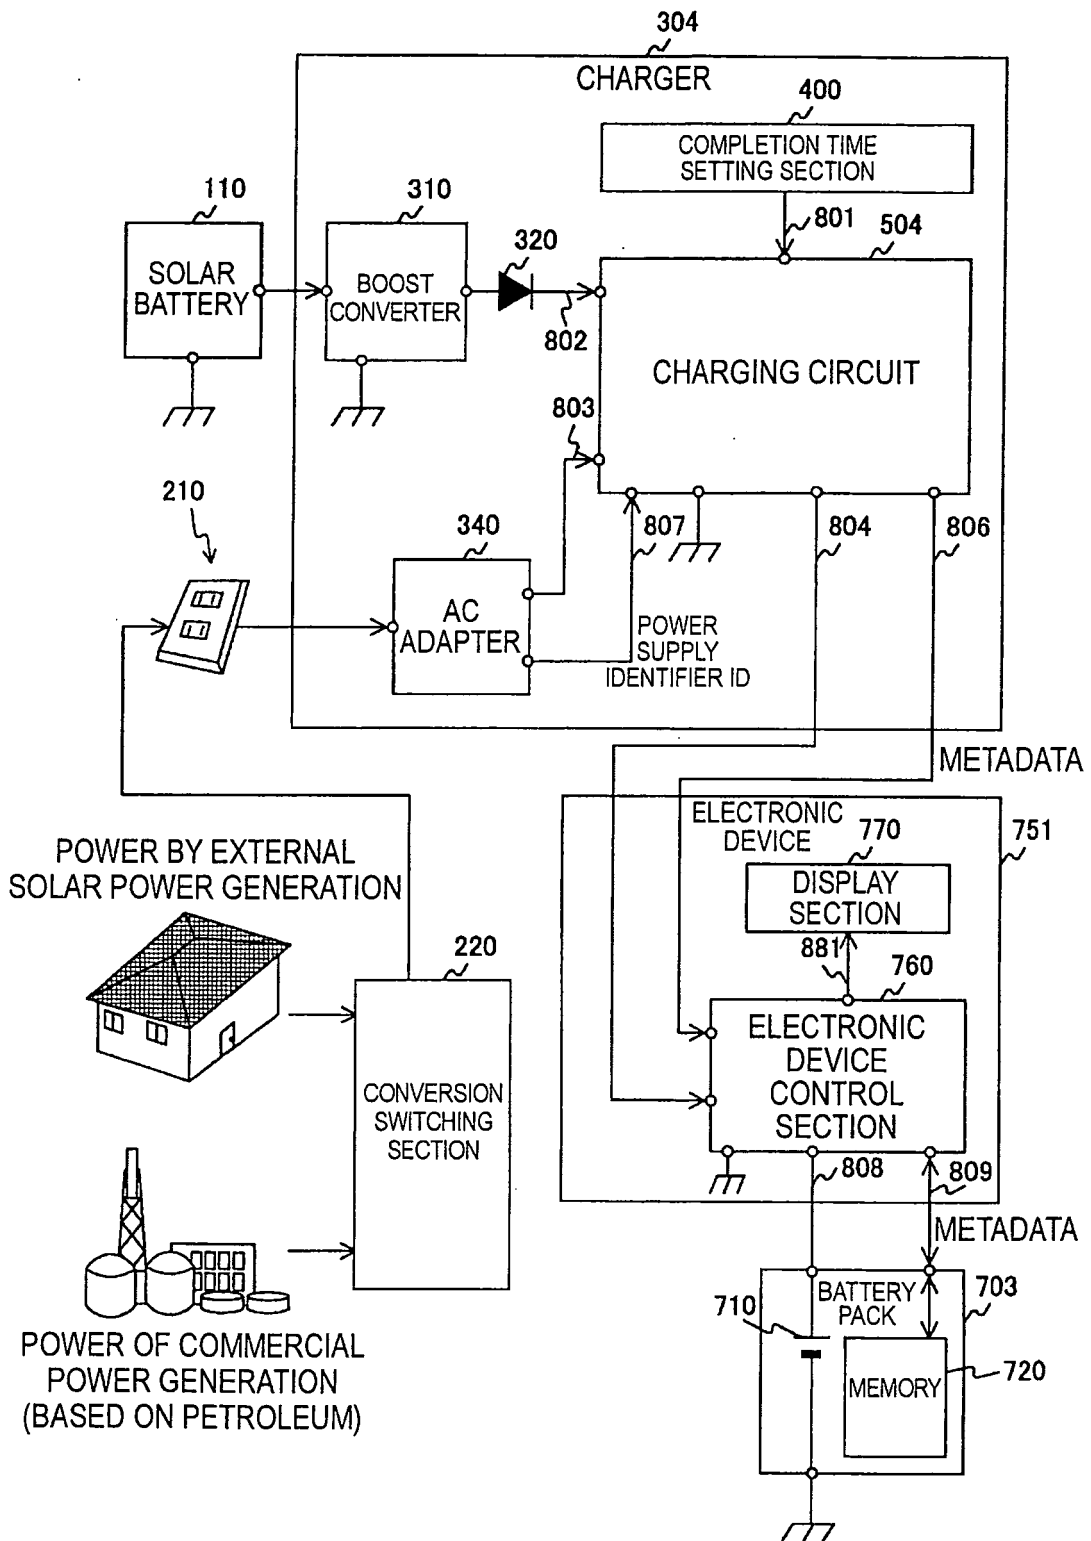 304
CHARGER
400
COMPLETION TIME
SETTING SECTION
110
310
320
801
504
SOLAR
BATTERY
BOOST
CONVERTER
802
CHARGING CIRCUIT
803
210
340
807
804
806
AC
ADAPTER
POWER
SUPPLY
IDENTIFIER ID
METADATA
ELECTRONIC
DEVICE
770
751
DISPLAY
SECTION
POWER BY EXTERNAL
SOLAR POWER GENERATION
220
881
760
ELECTRONIC
DEVICE
CONTROL
SECTION
CONVERSION
SWITCHING
SECTION
808
809
METADATA
BATTERY
PACK
710
703
MEMORY
720
POWER OF COMMERCIAL
POWER GENERATION
(BASED ON PETROLEUM)